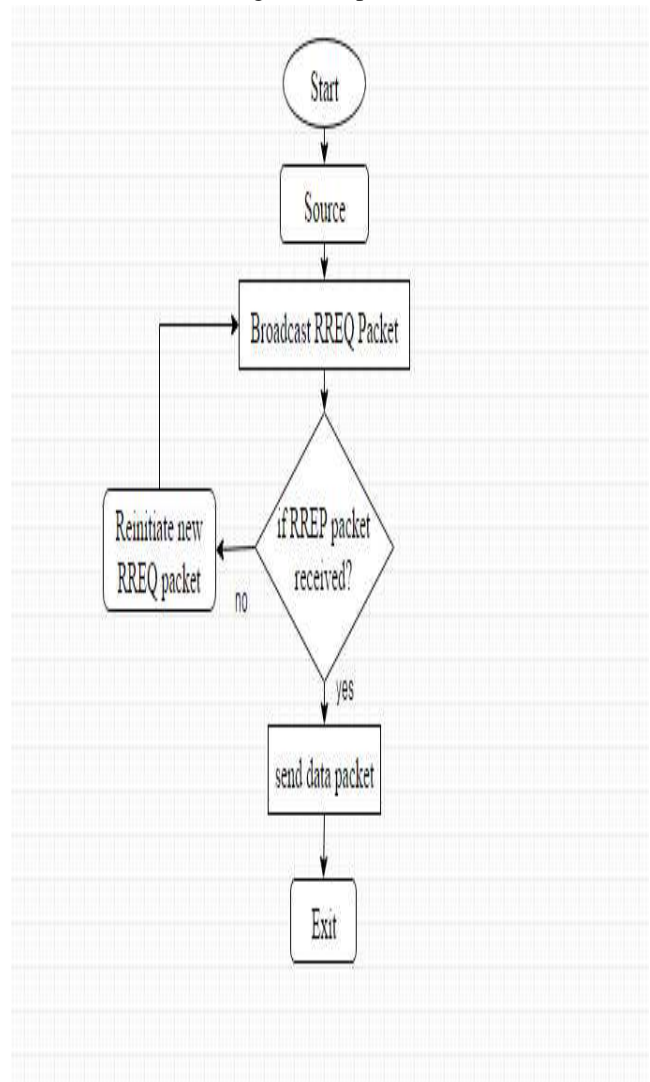 Start
Source
Broadcast RREQ Packet
if RREP packet
received?
Reinitiate new
RREQ packet
no
yes
send data packet
Exit